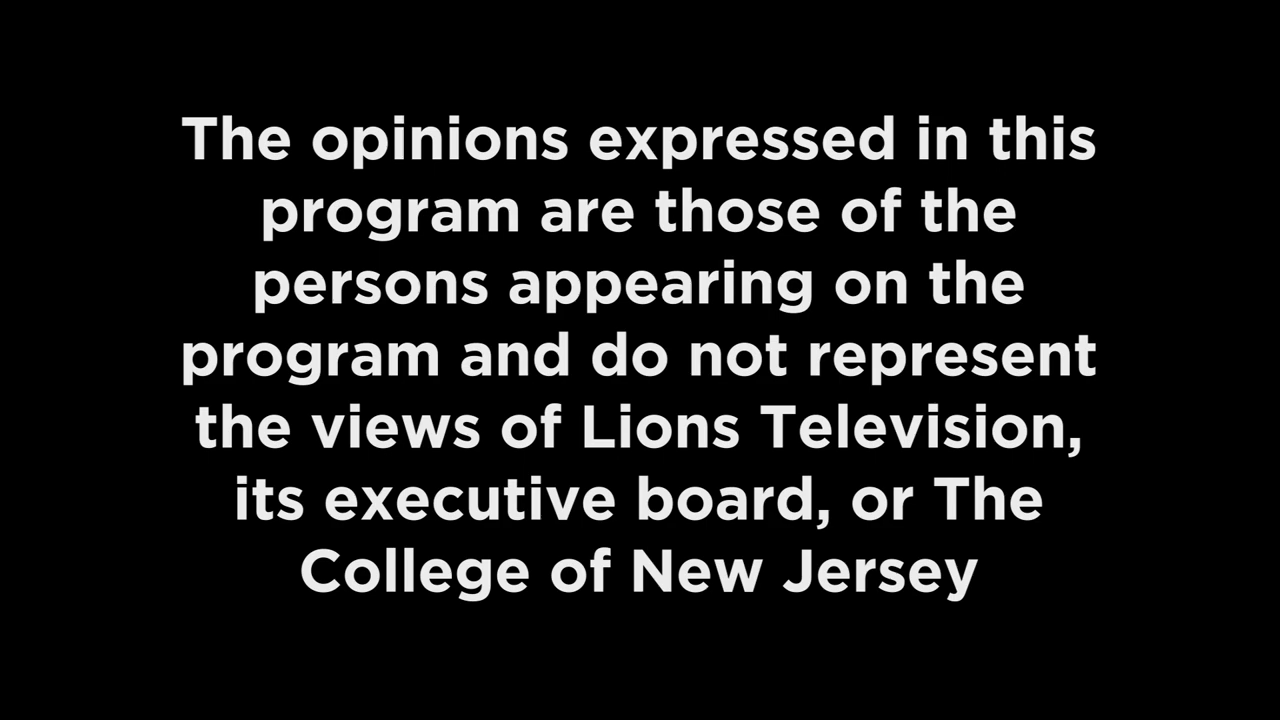 The opinions expressed in this
program are those of the
persons appearing on the
program and do not represent
the views of Lions Television,
its executive board, or The
College of New Jersey